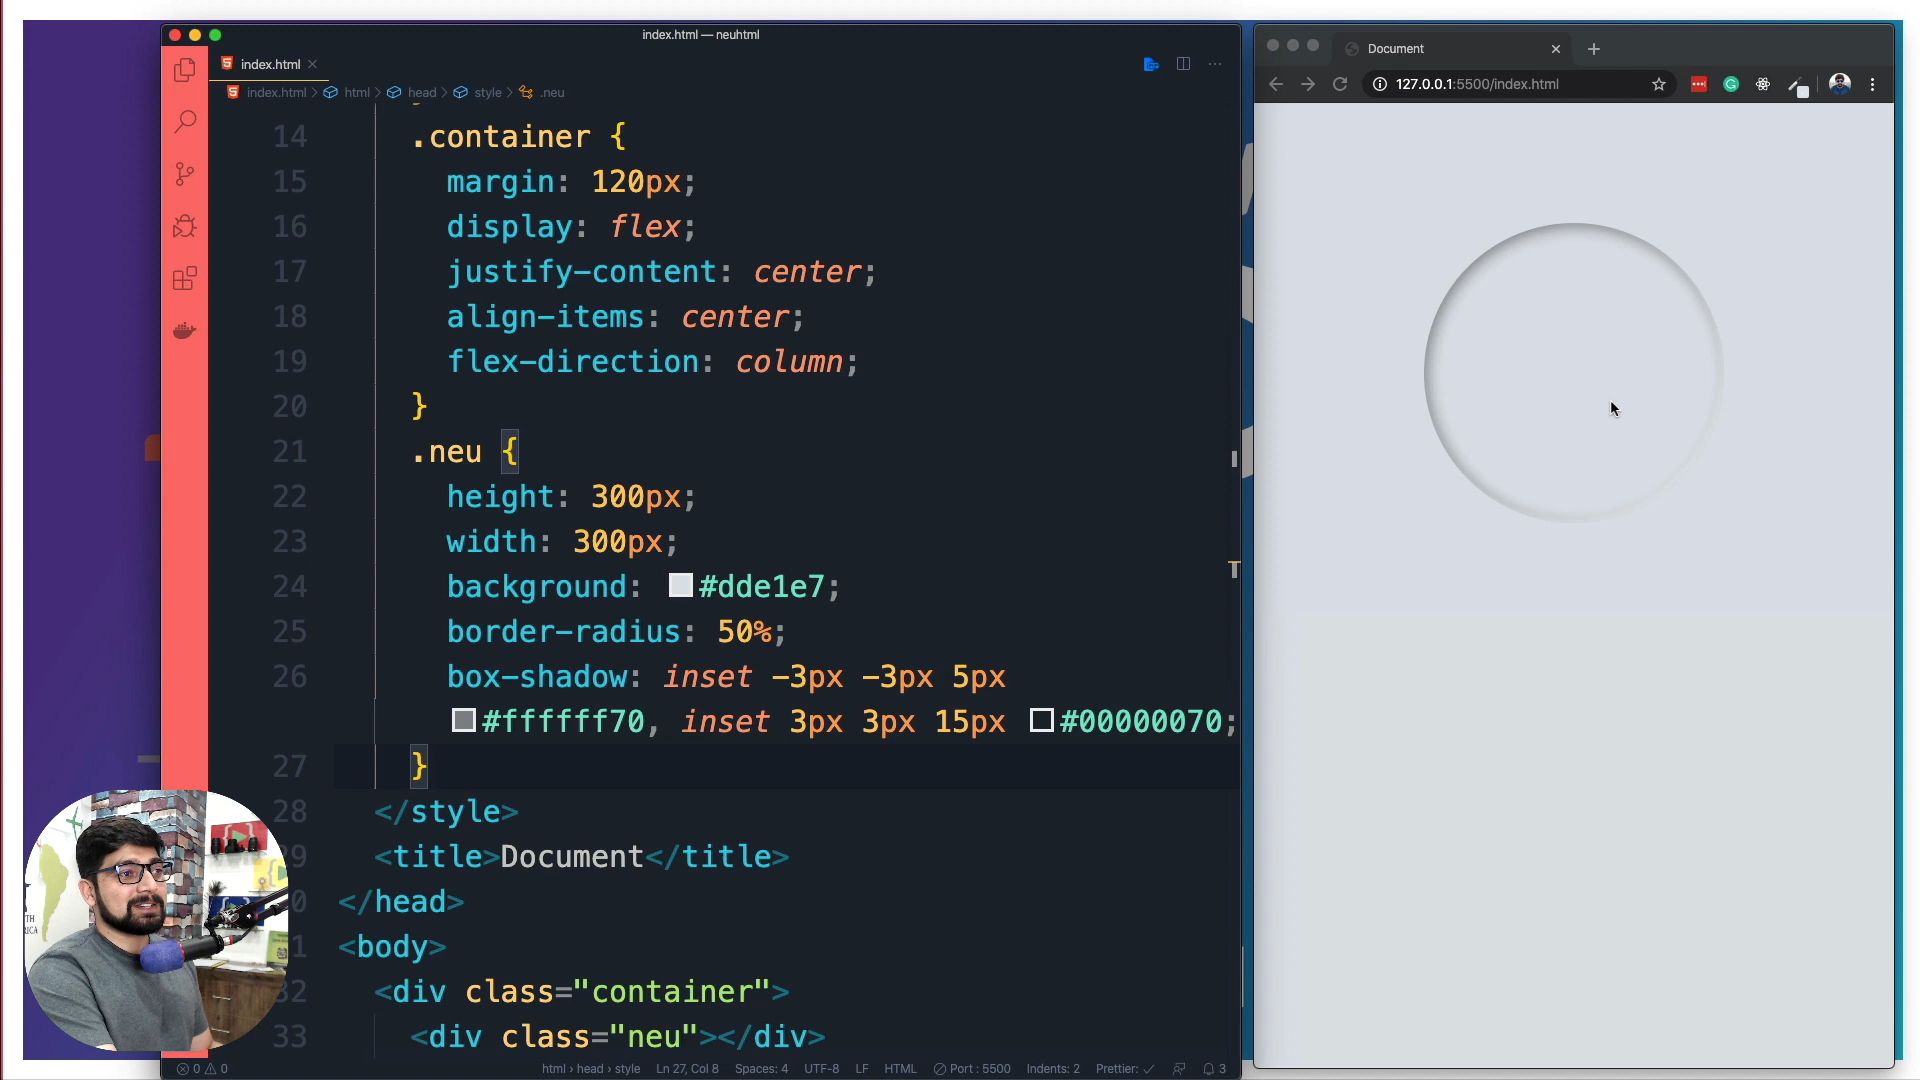 index.html — neuhtml
index.html
index.html > html > head > style > .neu
14 .container {
15 margin: 120px;
16 display: flex;
17 justify-content: center;
18 align-items: center;
19 flex-direction: column;
20 }
21 .neu {
22 height: 300px;
23 width: 300px;
24 background: #dde1e7;
25 border-radius: 50%;
26 box-shadow: inset -3px -3px 5px
#ffffff70, inset 3px 3px 15px #00000070;
27 }
28 </style>
29 <title>Document</title>
0 </head>
1 <body>
32 <div class="container">
33 <div class="neu"></div>
0 0 html > head > style Ln 27, Col 8 Spaces: 4 UTF-8 LF HTML Port : 5500 Indents: 2 Prettier: ✓ 3
Document
127.0.0.1:5500/index.html